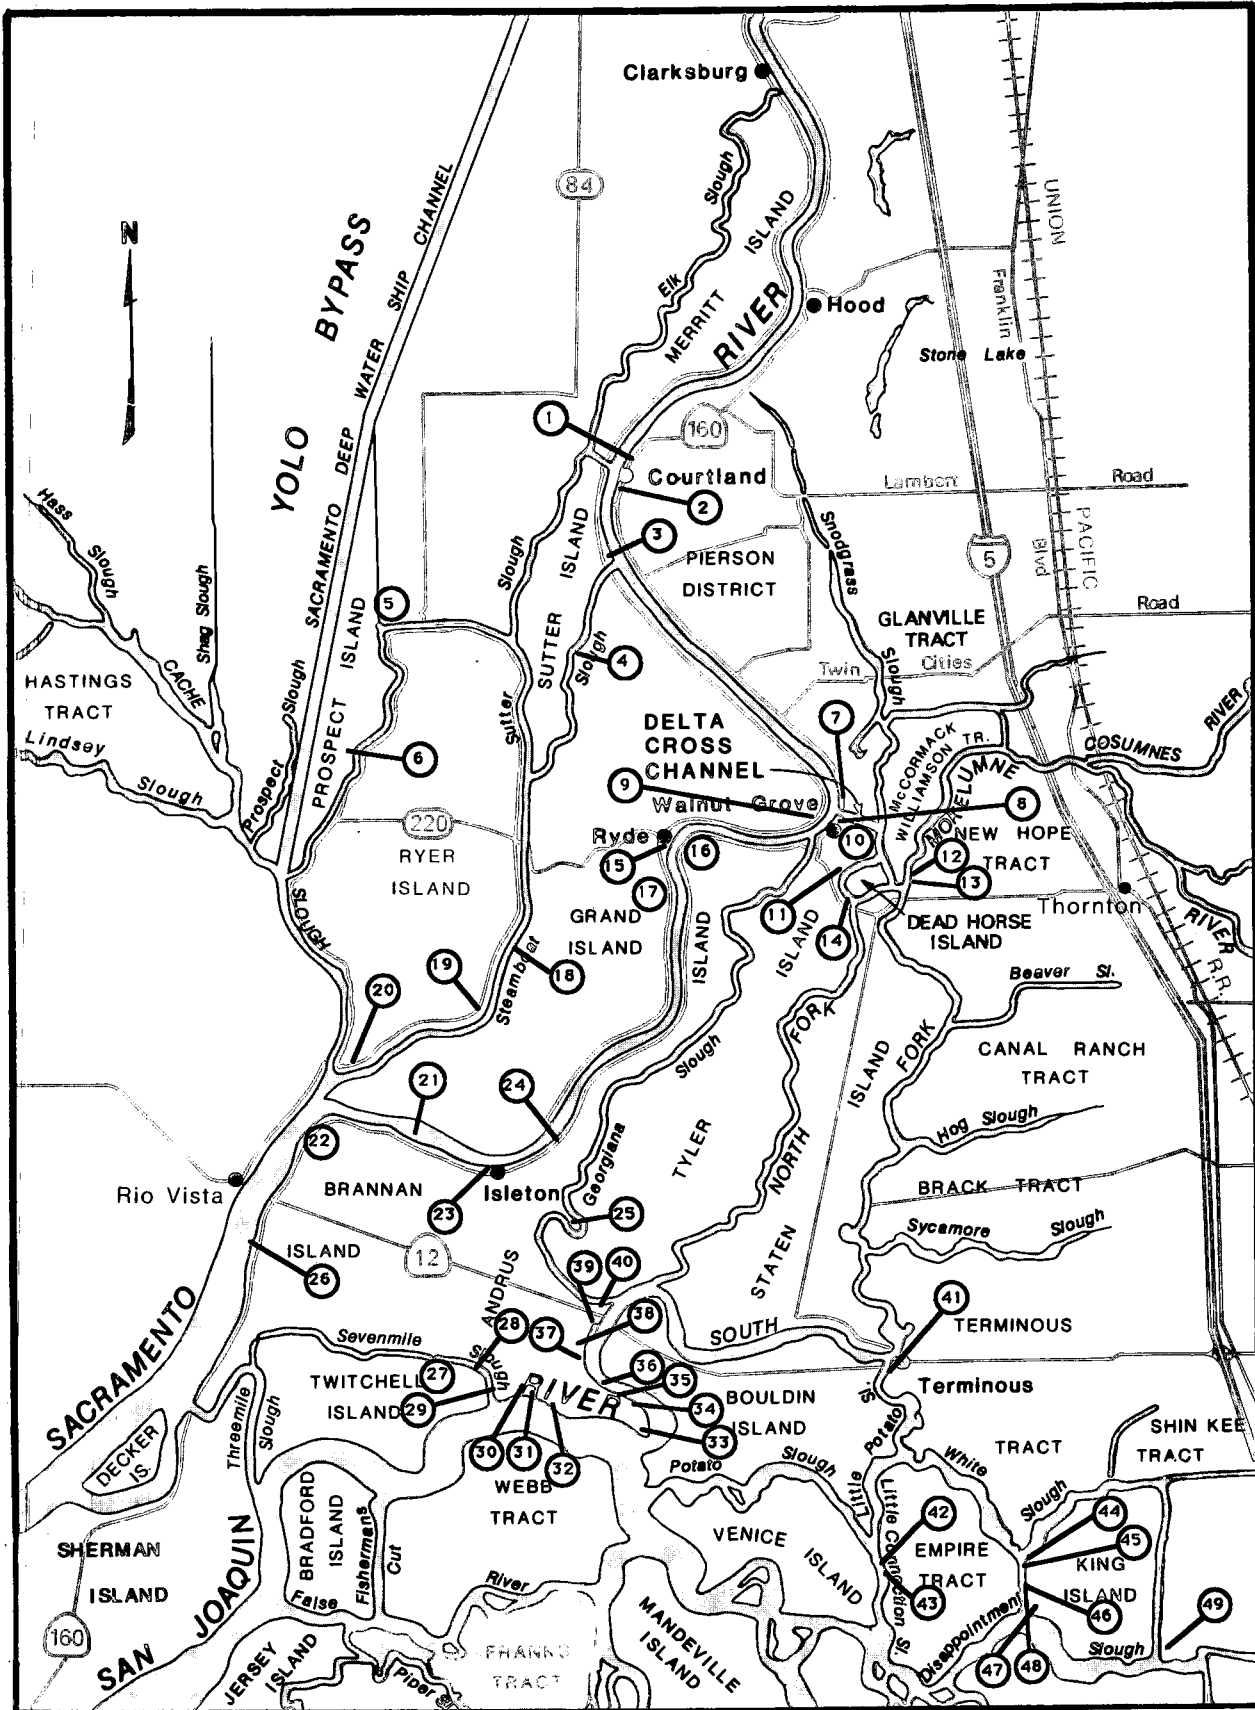 Clarksburg
84
UNION
N
YOLO BYPASS
SACRAMENTO DEEP WATER SHIP CHANNEL
Elk Slough
MERRITT ISLAND
RIVER
Hood
Franklin
Blvd
Stone Lake
1
160
Courtland
Lambert Road
2
Hass Slough
Shag Slough
CACHE
SLOUGH
Snodgrass
Slough
3
PIERSON
DISTRICT
5
PACIFIC
5
PROSPECT ISLAND
Slough
SUTTER ISLAND
Slough
4
GLANVILLE
TRACT
Road
Twin Cities
HASTINGS
TRACT
Lindsey
Slough
Prospect Slough
Sutter
6
DELTA
CROSS
CHANNEL
7
McCORMACK
WILLIAMSON TR.
MOKELUMNE
COSUMNES RIVER
9
Walnut Grove
8
220
RYER
ISLAND
Ryde
15
16
10
NEW HOPE
TRACT
12
13
17
GRAND
ISLAND
ISLAND
11
ISLAND
14
DEAD HORSE
ISLAND
Thornton
RIVER
R.R.
18
19
20
Steamboat
Beaver Sl.
FORK
ISLAND
FORK
CANAL RANCH
TRACT
21
24
Slough
Georgiana
TYLER
Hog Slough
22
Rio Vista
BRANNAN
23
Isleton
NORTH
STATEN
BRACK TRACT
25
Sycamore Slough
ISLAND
26
12
ANDRUS
39
40
SACRAMENTO
41
TERMINOUS
Sevenmile
Slough
28
37
38
SOUTH
27
TWITCHELL
ISLAND
29
RIVER
36
35
34
33
BOULDIN
ISLAND
Terminous
Threemile
Slough
DECKER
IS.
30
31
32
WEBB
TRACT
Potato Slough
Little Potato Sl.
White
Slough
TRACT
SHIN KEE
TRACT
BRADFORD
ISLAND
Fishermans
Cut
VENICE
ISLAND
Little Connection Sl.
42
EMPIRE
TRACT
43
44
45
KING
ISLAND
46
49
SHERMAN
ISLAND
SAN JOAQUIN
160
False
River
JERSEY
ISLAND
Piper
FRANKS
TRACT
MANDEVILLE
ISLAND
Disappointment
Slough
47
48